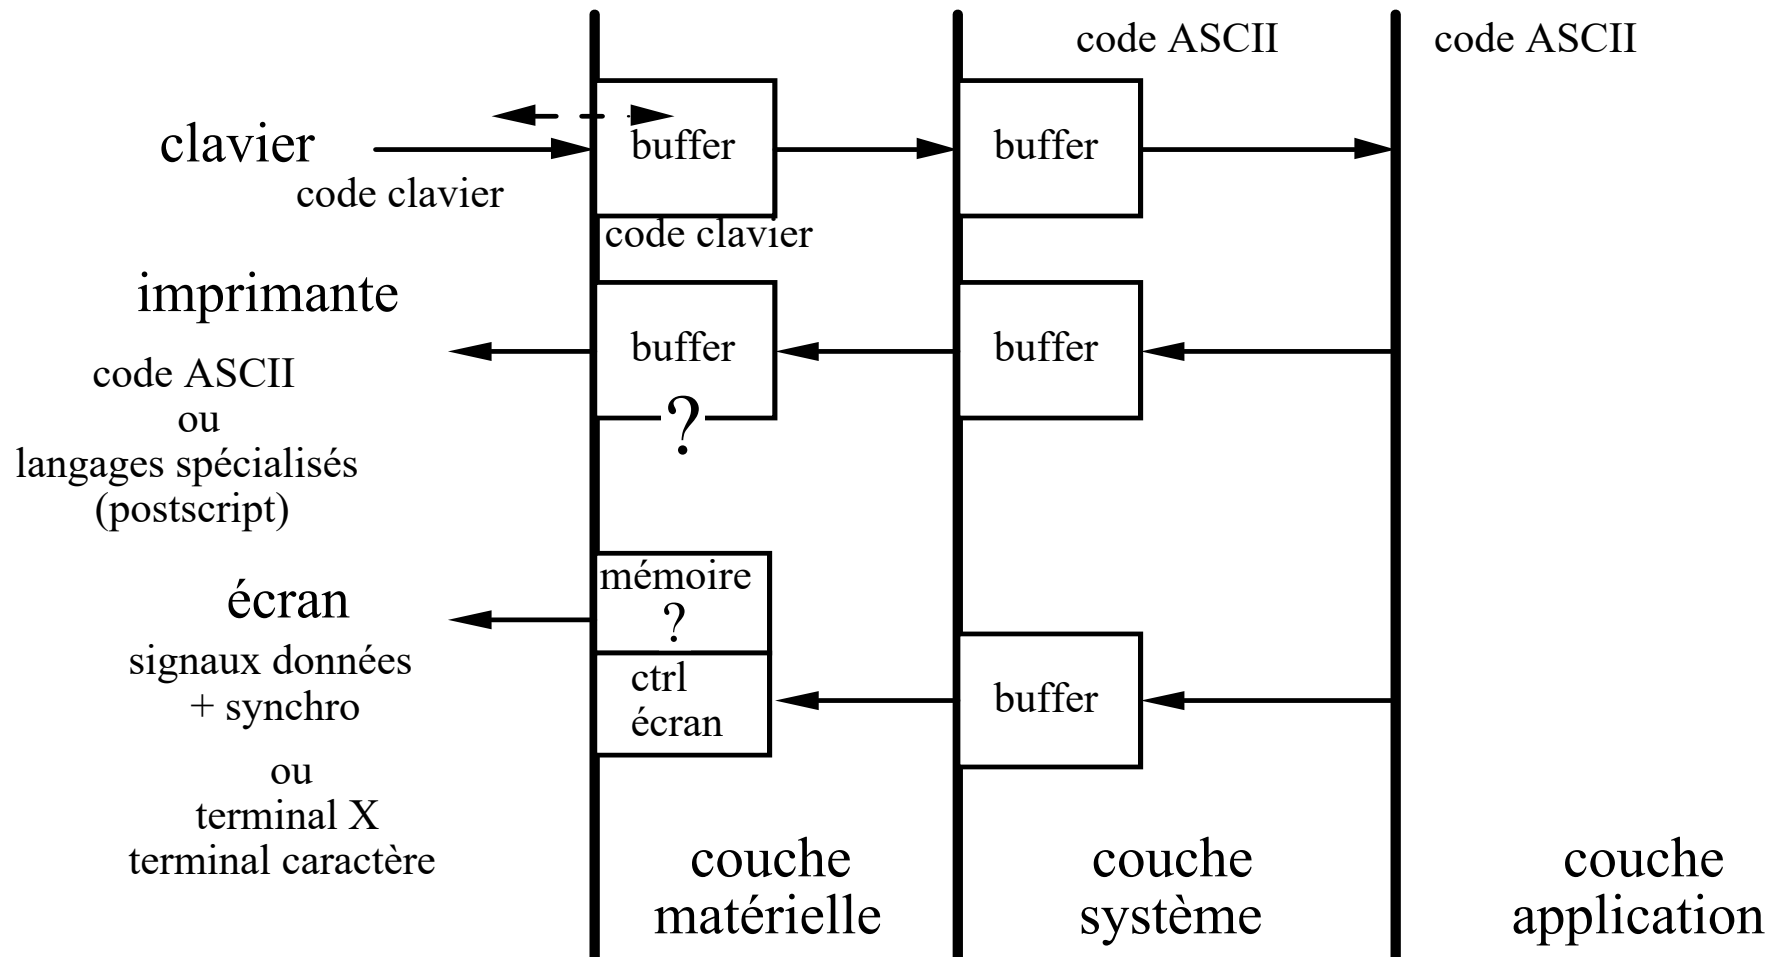 code ASCII
code ASCII
clavier
buffer
buffer
code clavier
code clavier
imprimante
buffer
buffer
?
code ASCII
ou
langages spécialisés
(postscript)
mémoire
?
écran
signaux données
+ synchro
ctrl
écran
buffer
ou
terminal X
terminal caractère
couche
matérielle
couche
système
couche
application